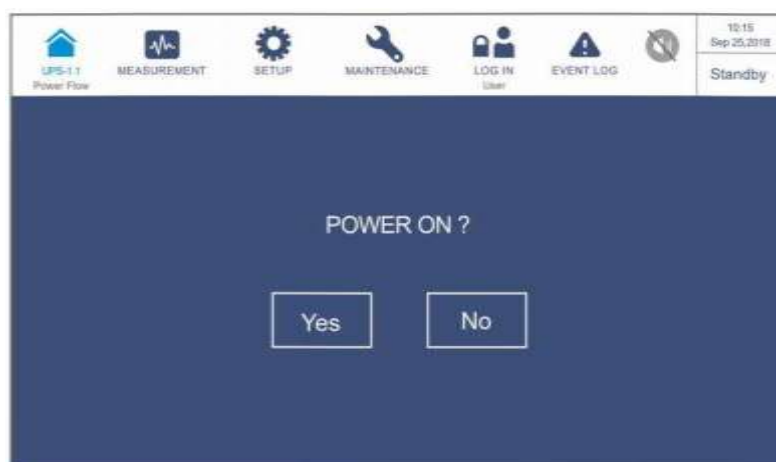 UPS-1.1
Power Flow
MEASUREMENT
SETUP
MAINTENANCE
LOG IN
User
EVENT LOG
10:15
Sep 25,2018
Standby
POWER ON ?
Yes
No